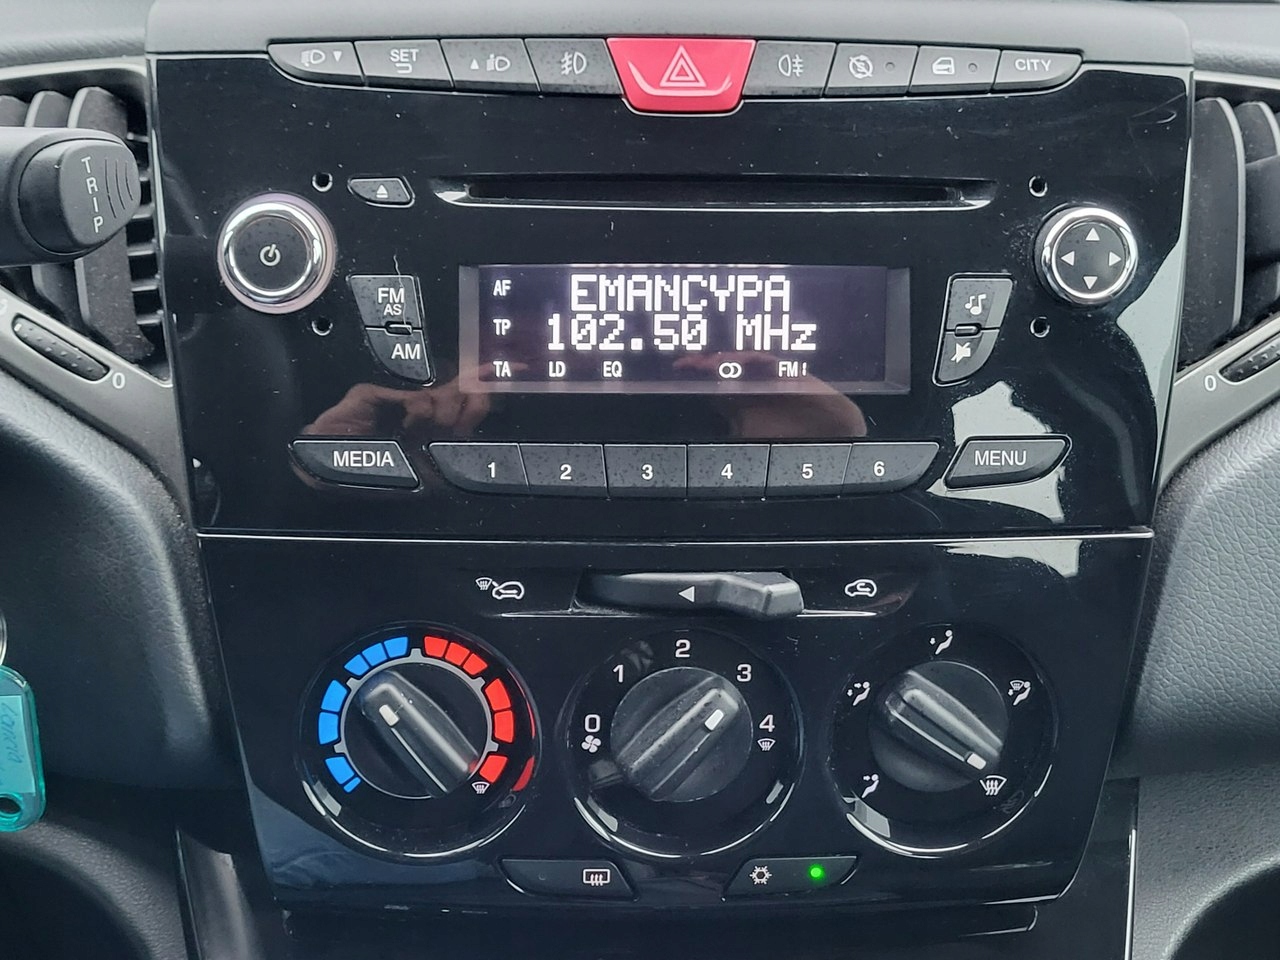 SET
CITY
TRIP
FM
AS
AM
AF
EMANCYPA
TP
102.50 MHz
TA LD EQ FM I
0
0
MEDIA
1 2 3 4 5 6
MENU
0 1 2 3 4